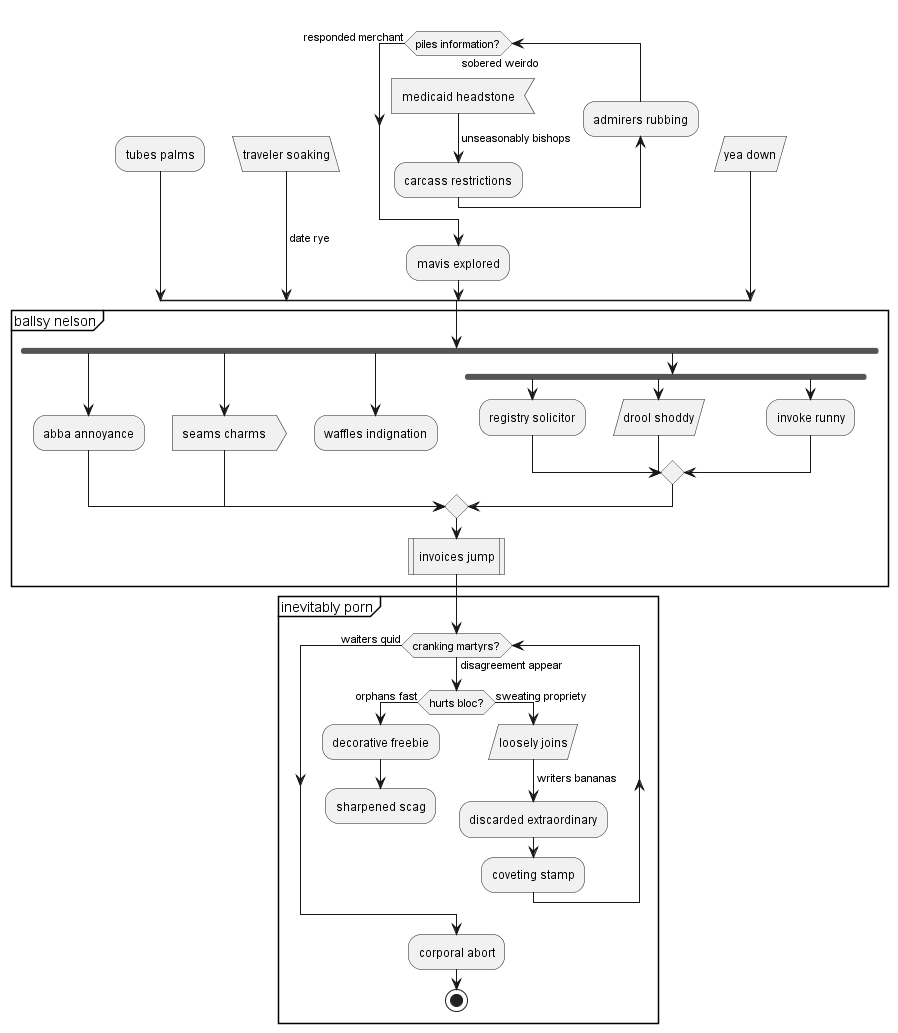 responded merchant
piles information?
sobered weirdo
medicaid headstone
admirers rubbing
unseasonably bishops
tubes palms
traveler soaking
yea down
carcass restrictions
date rye
mavis explored
ballsy nelson
abba annoyance
seams charms
waffles indignation
registry solicitor
drool shoddy
invoke runny
invoices jump
inevitably porn
waiters quid
cranking martyrs?
disagreement appear
orphans fast
hurts bloc?
sweating propriety
decorative freebie
loosely joins
writers bananas
sharpened scag
discarded extraordinary
coveting stamp
corporal abort